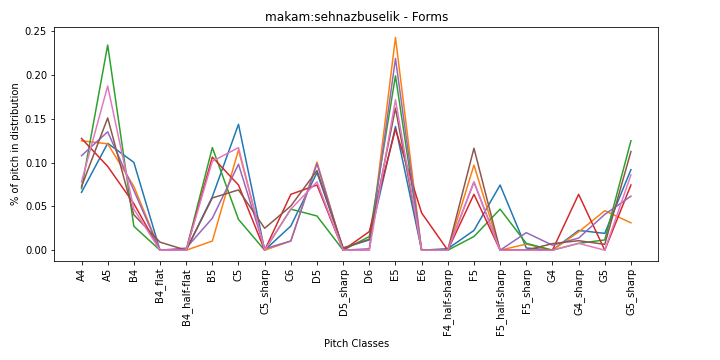 makam:sehnazbuselik - Forms
% of pitch in distribution
0.25
0.20
0.15
0.10
0.05
0.00
A4
A5
B4
B4_flat
B4_half-flat
B5
C5
C5_sharp
C6
D5
D5_sharp
D6
E5
E6
F4_half-sharp
F5
F5_half-sharp
F5_sharp
G4
G4_sharp
G5
G5_sharp
Pitch Classes